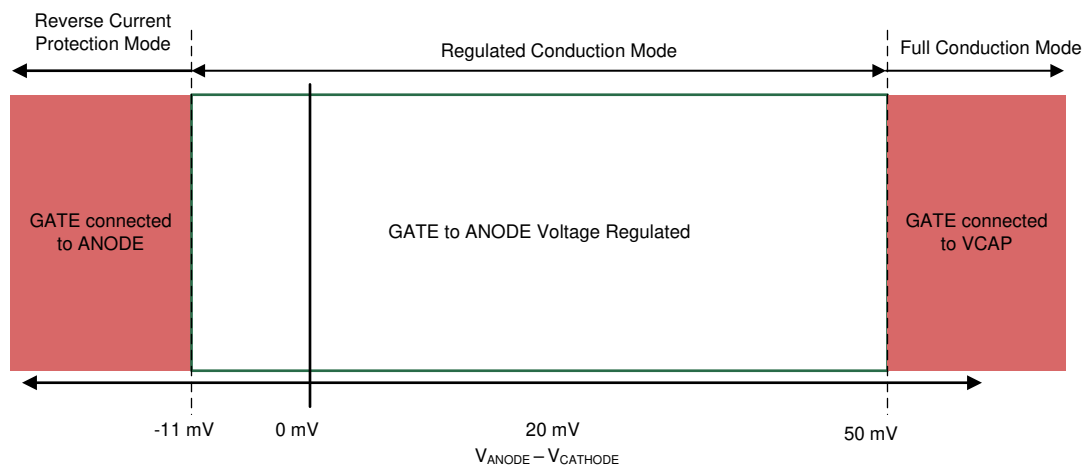 Reverse Current
Protection Mode
Regulated Conduction Mode
Full Conduction Mode
GATE connected
to ANODE
GATE to ANODE Voltage Regulated
GATE connected
to VCAP
-11 mV
0 mV
20 mV
50 mV
VANODE – VCATHODE